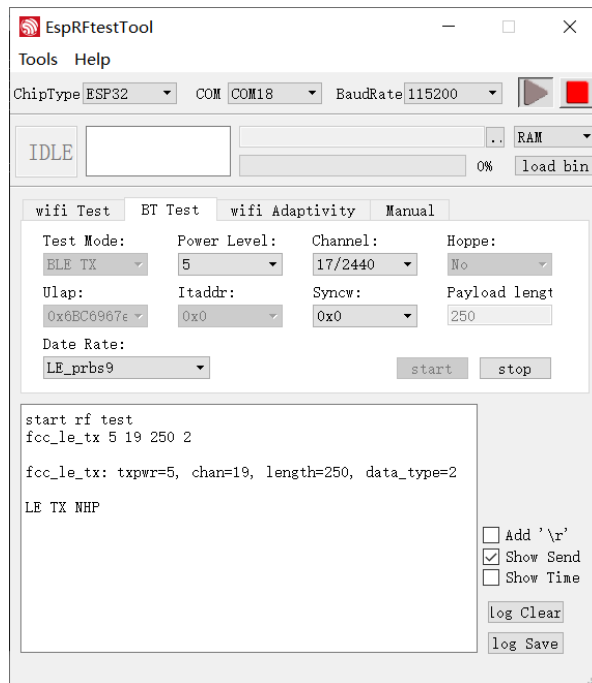 EspRFtestTool
Tools Help
ChipType ESP32 COM COM18 BaudRate 115200
IDLE .. RAM
0% load bin
wifi Test BT Test wifi Adaptivity Manual
Test Mode: Power Level: Channel: Hoppe:
BLE TX 5 17/2440 No
Ulap: Itaddr: Syncw: Payload lengt
0x6BC6967e 0x0 0x0 250
Date Rate:
LE_prbs9 start stop
start rf test
fcc_le_tx 5 19 250 2
fcc_le_tx: txpwr=5, chan=19, length=250, data_type=2
LE TX NHP
Add '\r'
Show Send
Show Time
log Clear
log Save